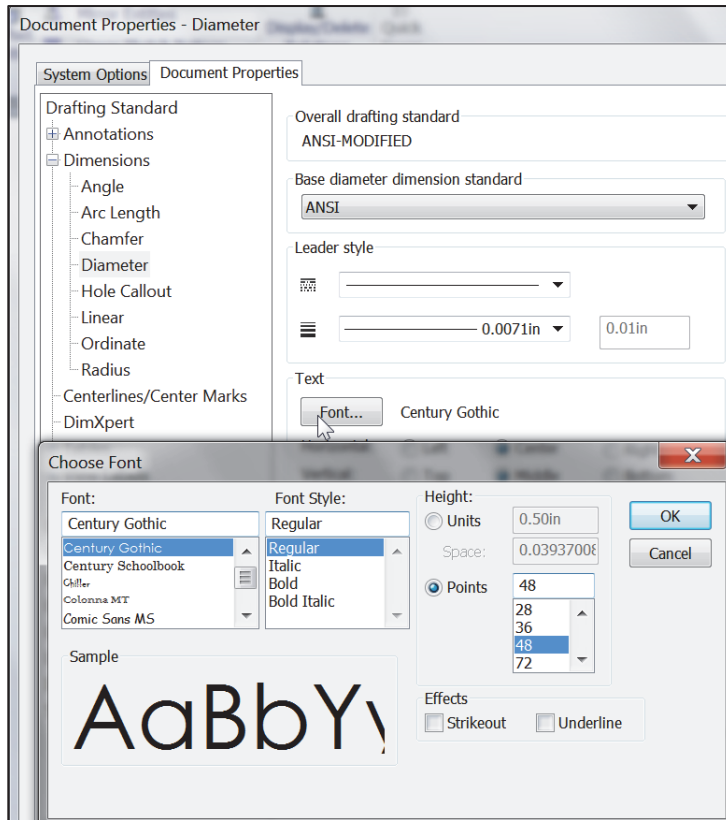 Document Properties - Diameter
System Options Document Properties
Drafting Standard
Annotations
Dimensions
Angle
Arc Length
Chamfer
Diameter
Hole Callout
Linear
Ordinate
Radius
Centerlines/Center Marks
DimXpert
Overall drafting standard
ANSI-MODIFIED
Base diameter dimension standard
ANSI
Leader style
0.0071in 0.01in
Text
Font... Century Gothic
Choose Font
Font:
Century Gothic
Century Gothic
Century Schoolbook
Chiller
Colonna MT
Comic Sans MS
Font Style:
Regular
Regular
Italic
Bold
Bold Italic
Height:
Units 0.50in
Space: 0.03937008
Points 48
28
36
48
72
OK
Cancel
Sample
AaBbYy
Effects
Strikeout Underline